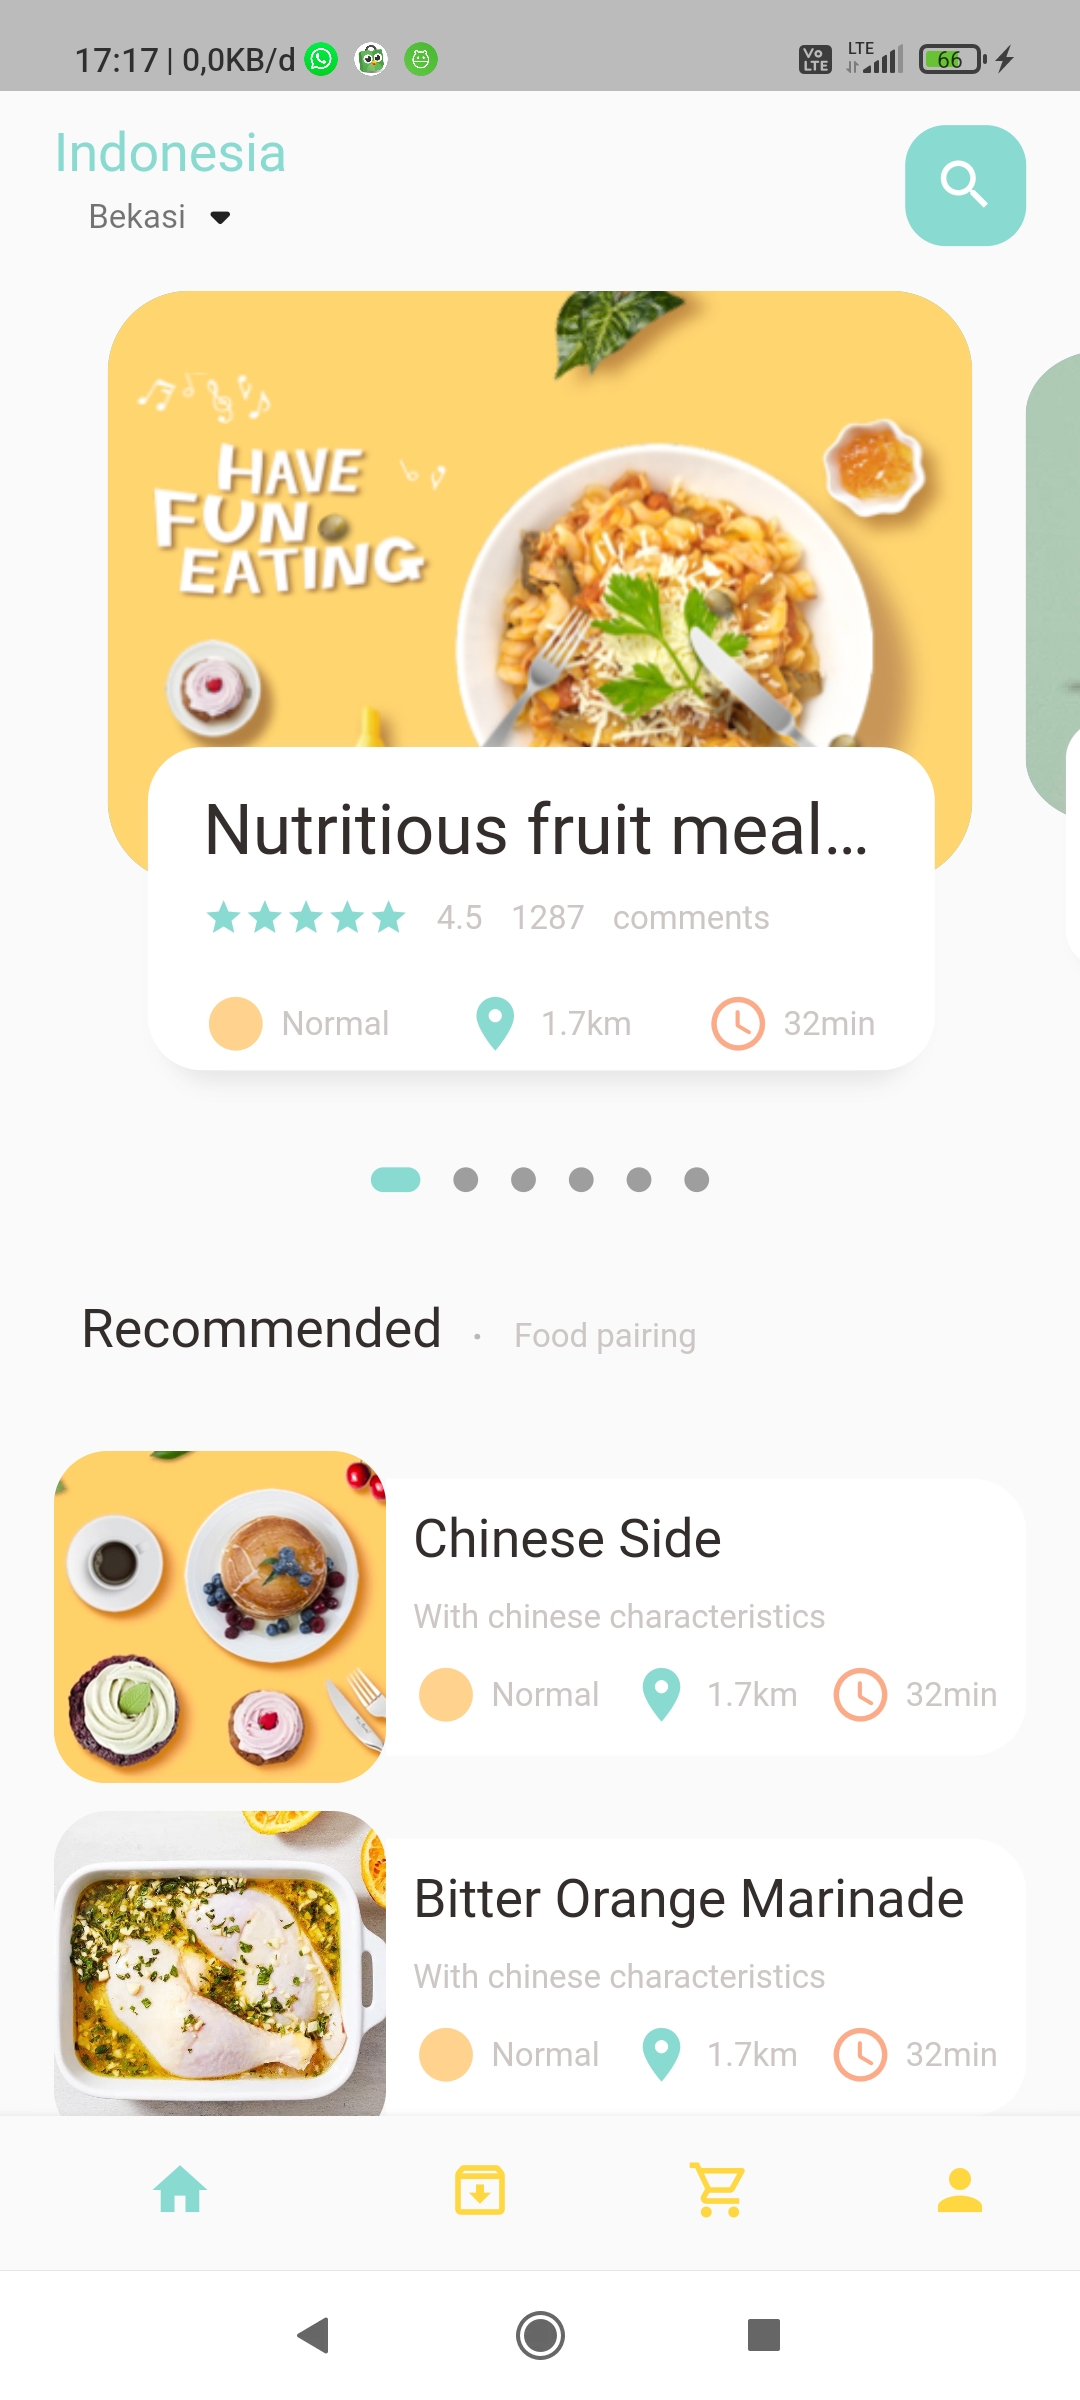 17:17 | 0,0KB/d
Vo LTE
LTE
66
Indonesia
Bekasi
HAVE
FUN
EATING
Nutritious fruit meal...
4.5 1287 comments
Normal 1.7km 32min
Recommended · Food pairing
Chinese Side
With chinese characteristics
Normal 1.7km 32min
Bitter Orange Marinade
With chinese characteristics
Normal 1.7km 32min